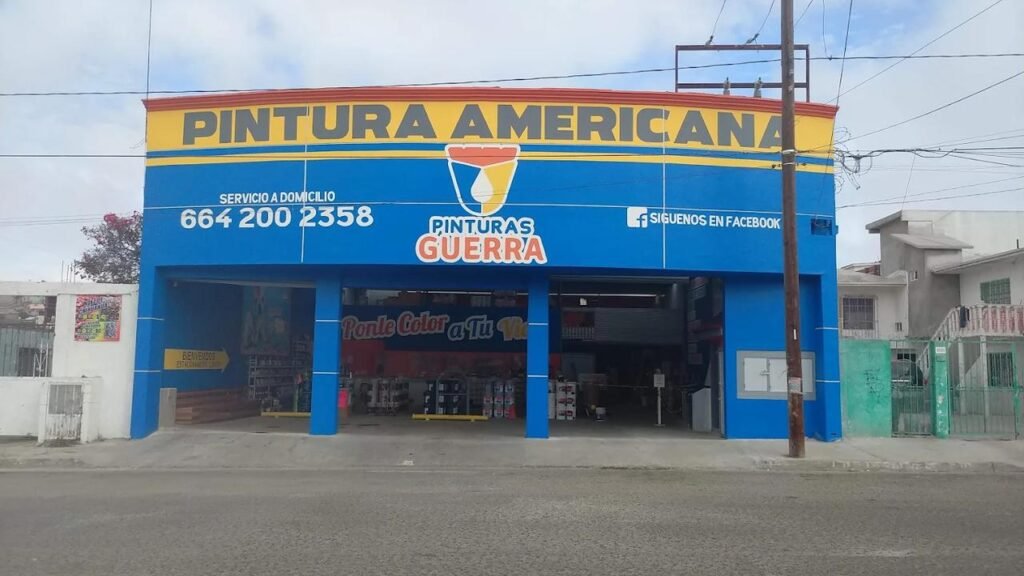 PINTURA AMERICANA
SERVICIO A DOMICILIO
664 200 2358
PINTURAS
GUERRA
f SIGUENOS EN FACEBOOK
Ponle Color a Tu
BIENVENIDOS